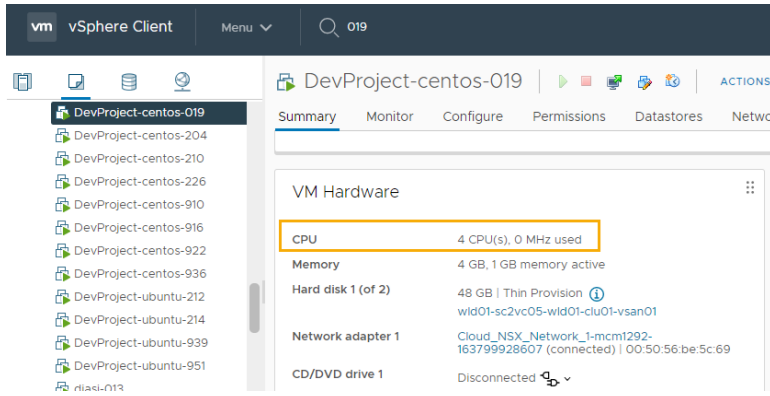 vm vSphere Client Menu 019
DevProject-centos-019
DevProject-centos-204
DevProject-centos-210
DevProject-centos-226
DevProject-centos-910
DevProject-centos-916
DevProject-centos-922
DevProject-centos-936
DevProject-ubuntu-212
DevProject-ubuntu-214
DevProject-ubuntu-939
DevProject-ubuntu-951
diasi-013
DevProject-centos-019 ACTIONS
Summary Monitor Configure Permissions Datastores Netwo
VM Hardware
CPU 4 CPU(s), 0 MHz used
Memory 4 GB, 1 GB memory active
Hard disk 1 (of 2) 48 GB | Thin Provision
wld01-sc2vc05-wld01-clu01-vsan01
Network adapter 1 Cloud_NSX_Network_1-mcm1292-
163799928607 (connected) | 00:50:56:be:5c:69
CD/DVD drive 1 Disconnected